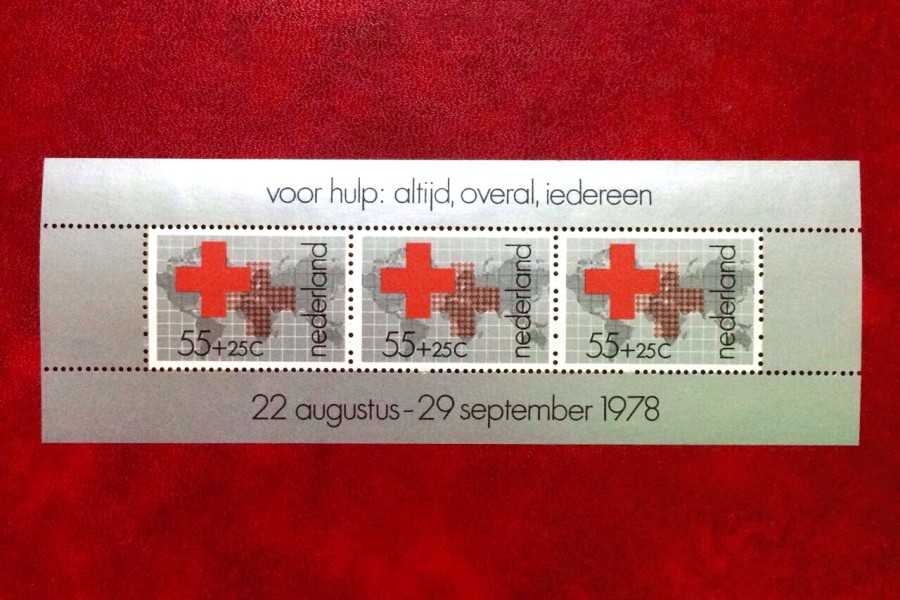 voor hulp: altijd, overal, iedereen
55+25C nederland
55+25C nederland
55+25C nederland
22 augustus-29 september 1978